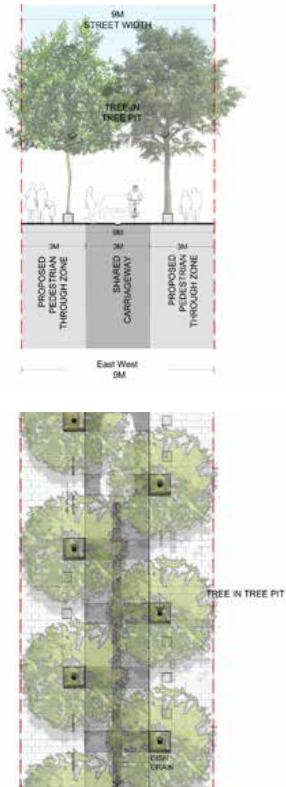 9M
STREET WIDTH
TREE IN
TREE PIT
9M
3M
3M
3M
PROPOSED
PEDESTRIAN
THROUGH ZONE
SHARED
CARRIAGEWAY
PROPOSED
PEDESTRIAN
THROUGH ZONE
East West
9M
TREE IN TREE PIT
DISH
DRAIN